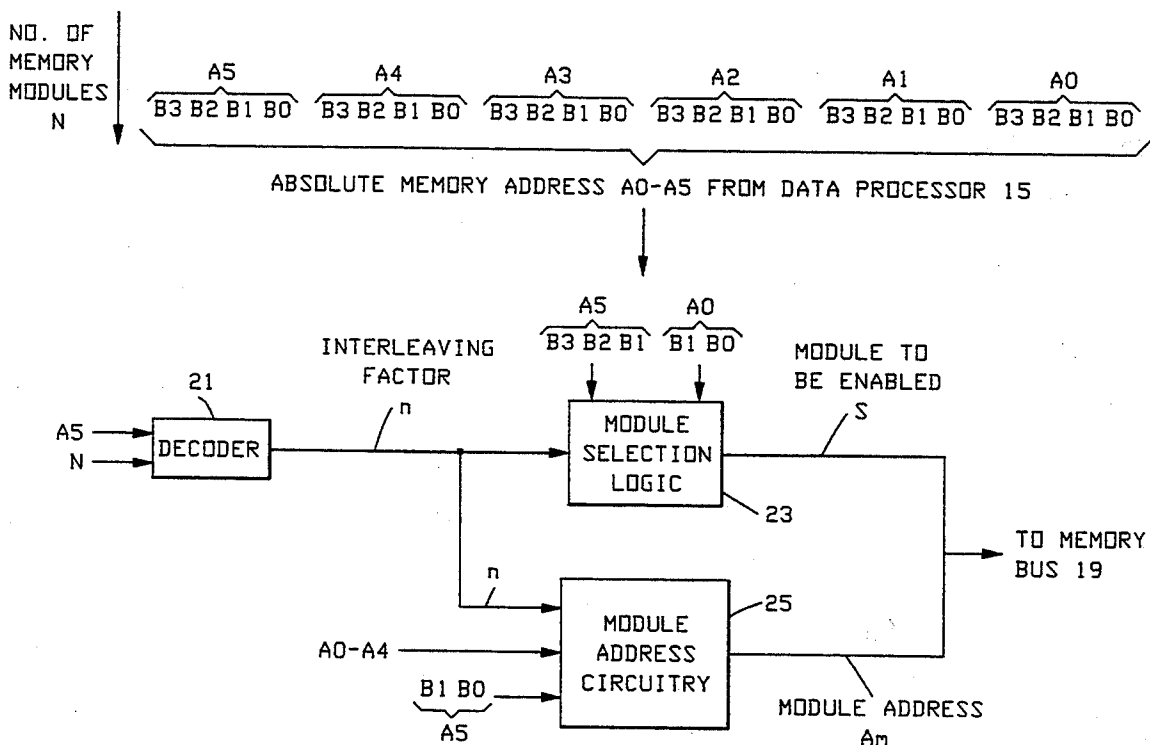 NO. OF
MEMORY
MODULES
N
A5 A4 A3 A2 A1 A0
B3 B2 B1 B0 B3 B2 B1 B0 B3 B2 B1 B0 B3 B2 B1 B0 B3 B2 B1 B0 B3 B2 B1 B0
ABSOLUTE MEMORY ADDRESS A0-A5 FROM DATA PROCESSOR 15
A5 A0
B3 B2 B1 B1 B0
INTERLEAVING
FACTOR
n
MODULE TO
BE ENABLED
S
21
A5
N
DECODER
MODULE
SELECTION
LOGIC
23
TO MEMORY
BUS 19
n
25
A0-A4
B1 B0
A5
MODULE
ADDRESS
CIRCUITRY
MODULE ADDRESS
Am